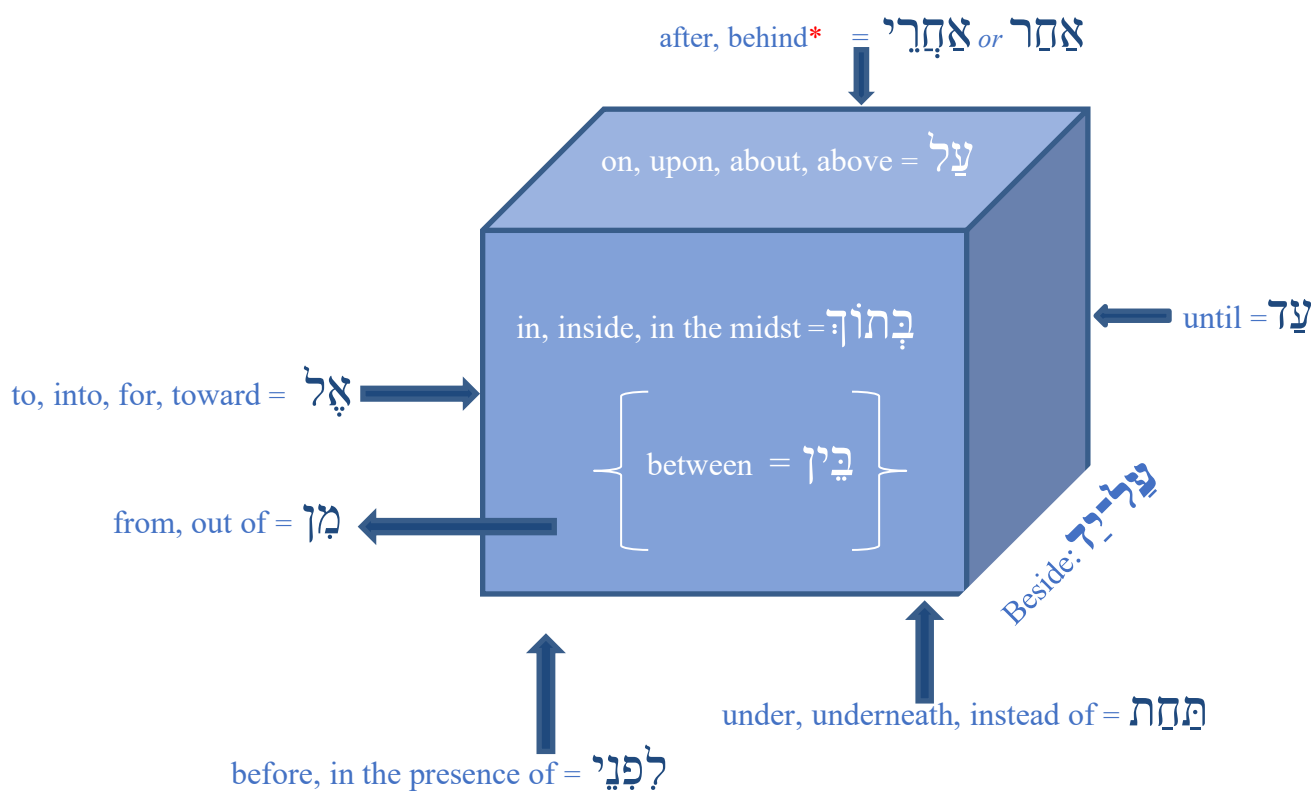 after, behind* = אַחֲרֵי or אַחַר
on, upon, about, above = עַל
in, inside, in the midst = בְּתוֹךְ
until = עַד
to, into, for, toward = אֶל
between = בֵּין
from, out of = מִן
Beside: עַל־יַד
under, underneath, instead of = תַּחַת
before, in the presence of = לִפְנֵי